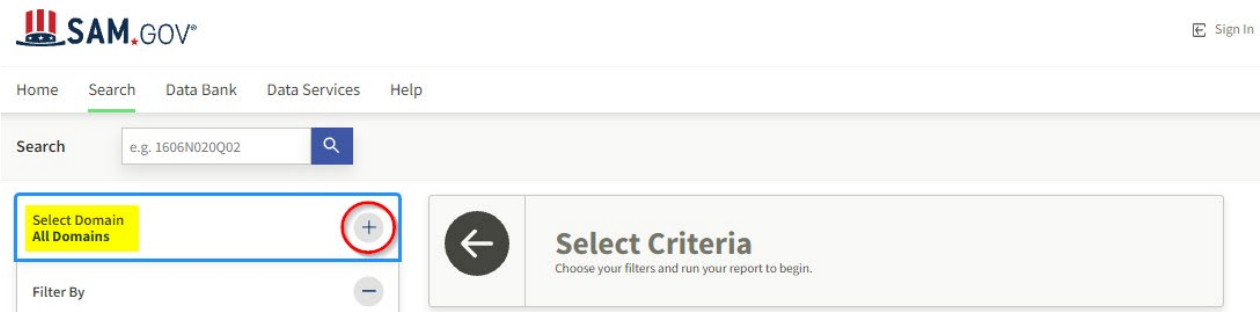 SAM.GOV®
Sign In
Home Search Data Bank Data Services Help
Search e.g. 1606N020Q02
Select Domain
All Domains
Select Criteria
Choose your filters and run your report to begin.
Filter By